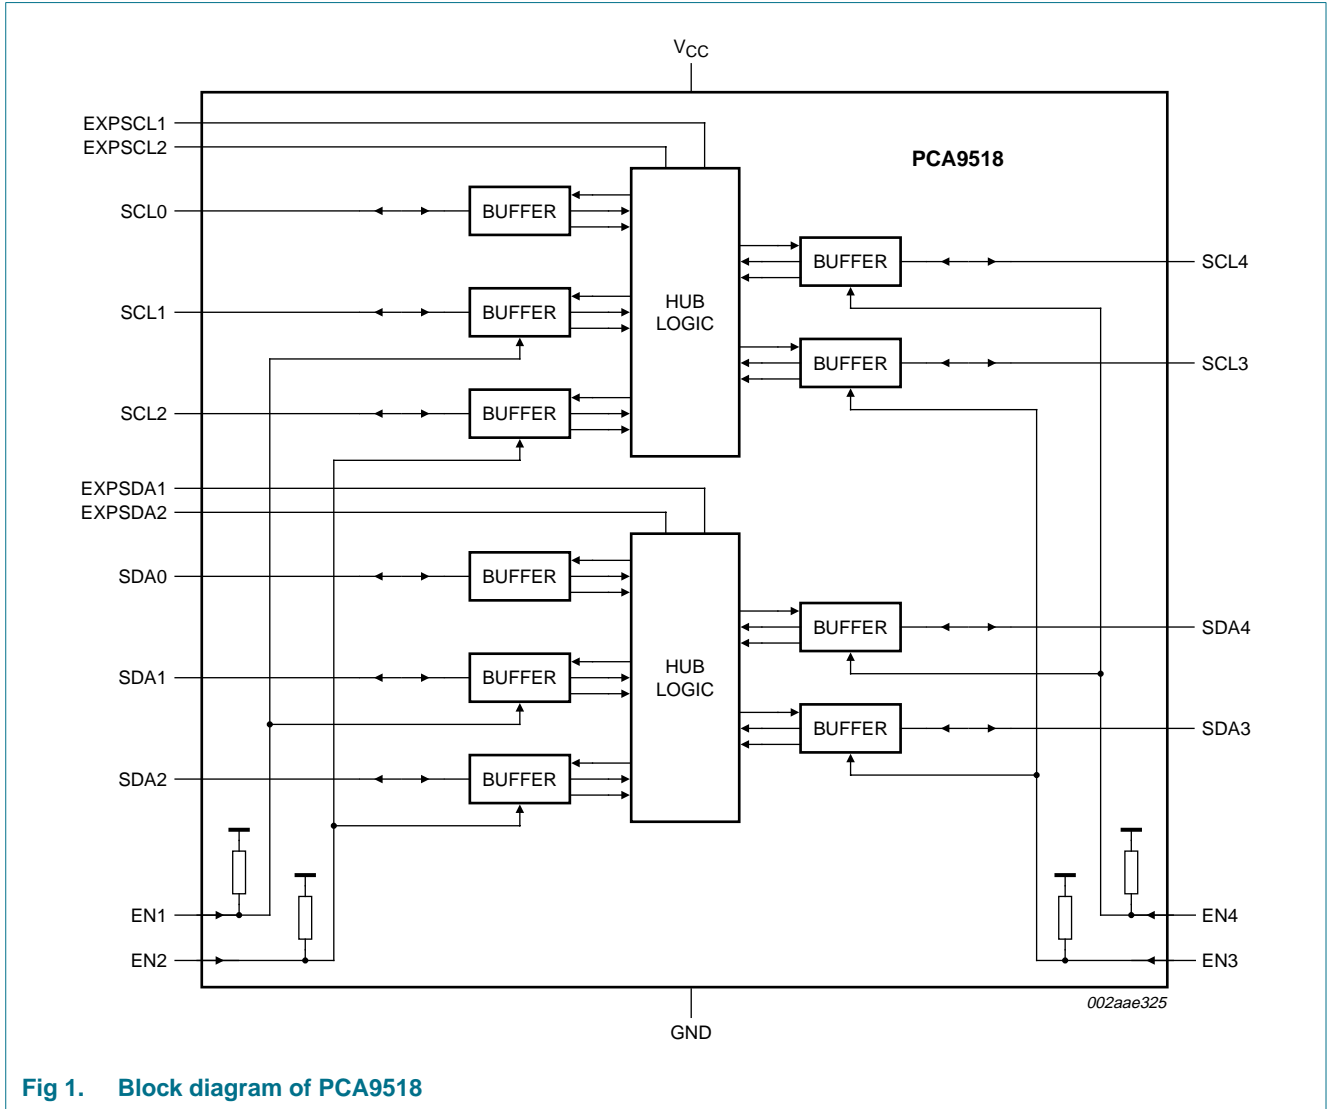 VCC
EXPSCL1
EXPSCL2
PCA9518
SCL0
BUFFER
SCL1
BUFFER
SCL2
BUFFER
HUB
LOGIC
BUFFER
SCL4
BUFFER
SCL3
EXPSDA1
EXPSDA2
SDA0
BUFFER
SDA1
BUFFER
SDA2
BUFFER
HUB
LOGIC
BUFFER
SDA4
BUFFER
SDA3
EN1
EN2
EN4
EN3
002aae325
GND
Fig 1. Block diagram of PCA9518